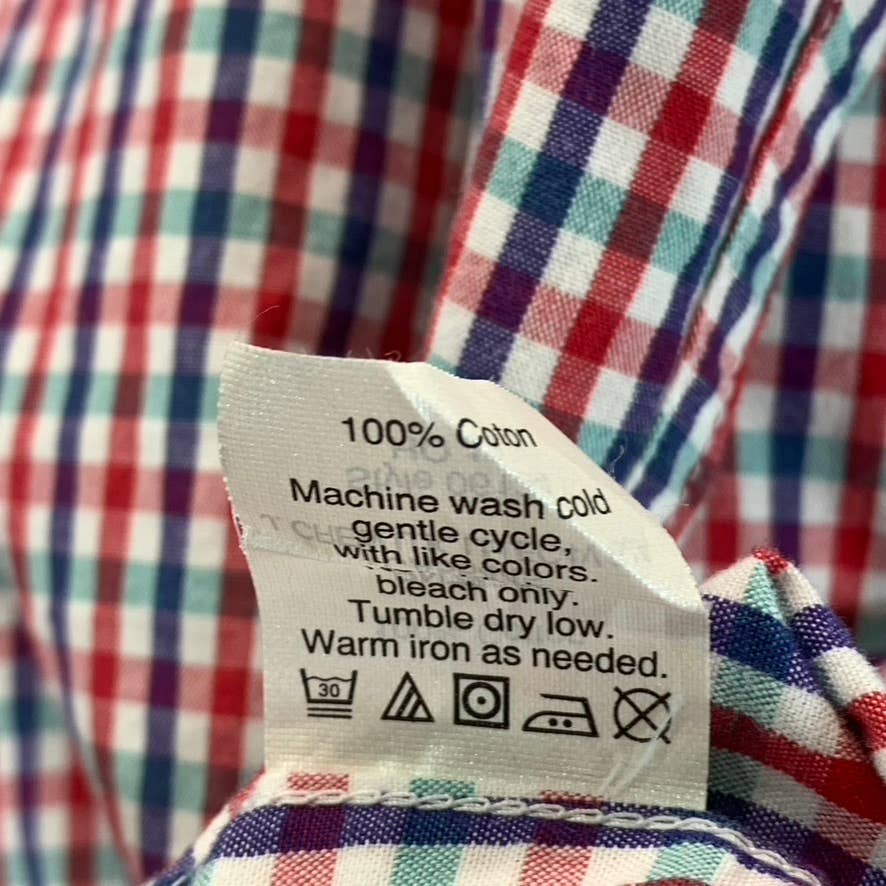 100% Coton
Machine wash cold
gentle cycle,
with like colors.
bleach only.
Tumble dry low.
Warm iron as needed.
30